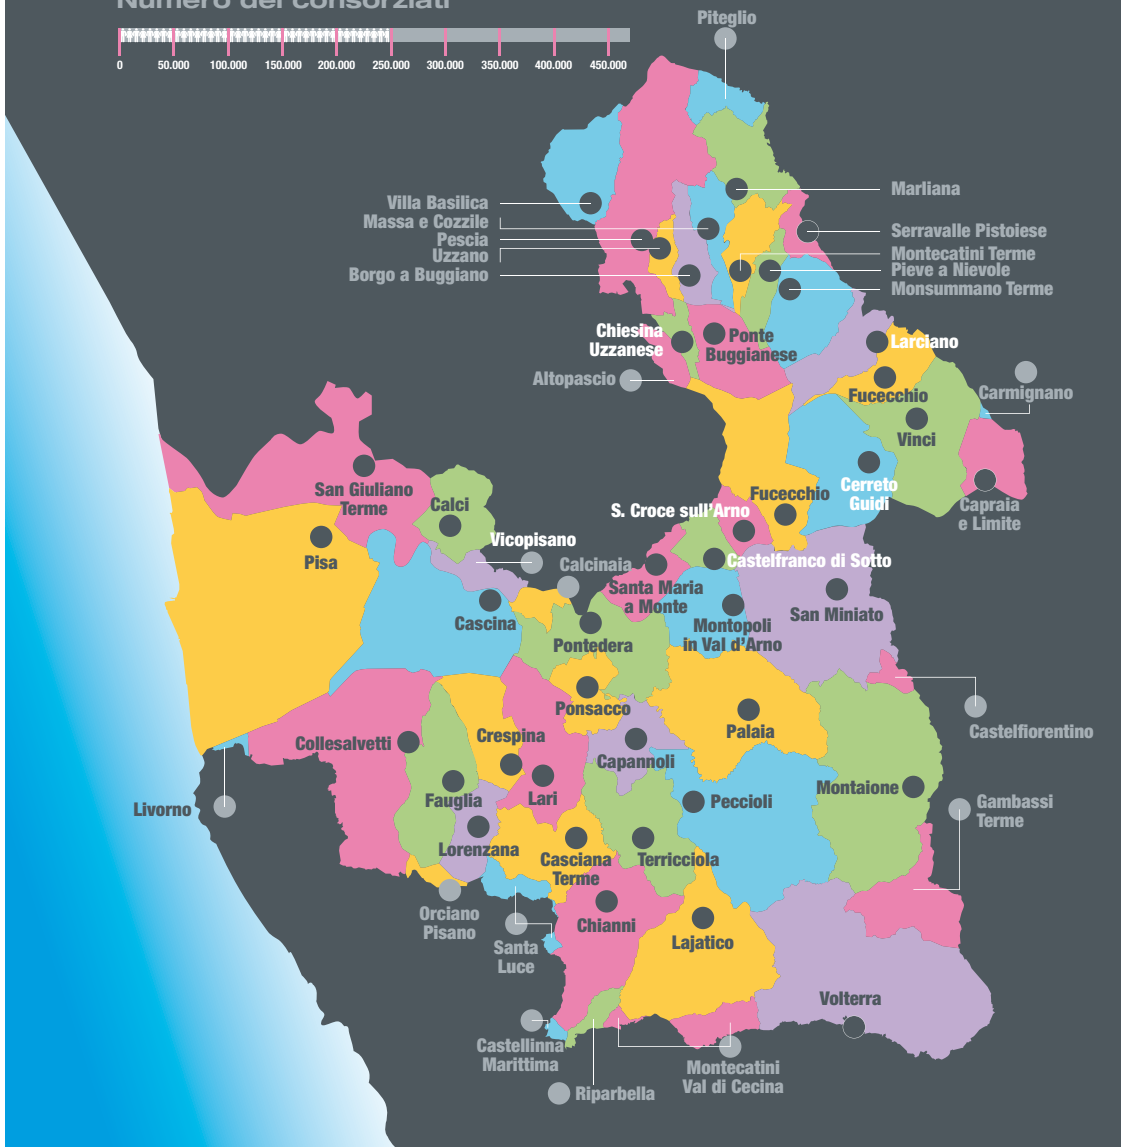 Numero dei consorziati
0 50.000 100.000 150.000 200.000 250.000 300.000 350.000 400.000 450.000
Piteglio
Villa Basilica
Massa e Cozzile
Pescia
Uzzano
Borgo a Buggiano
Marliana
Serravalle Pistoiese
Montecatini Terme
Pieve a Nievole
Monsummano Terme
Chiesina
Uzzanese
Ponte
Buggianese
Larciano
Altopascio
Fucecchio
Carmignano
Vinci
San Giuliano
Terme
Calci
Cerreto
Guidi
Fucecchio
Capraia
e Limite
S. Croce sull'Arno
Vicopisano
Pisa
Calcinaia
Castelfranco di Sotto
Santa Maria
a Monte
San Miniato
Cascina
Montopoli
in Val d'Arno
Pontedera
Ponsacco
Palaia
Castelfiorentino
Crespina
Collesalvetti
Capannoli
Montaione
Livorno
Fauglia
Lari
Peccioli
Gambassi
Terme
Lorenzana
Casciana
Terme
Terricciola
Orciano
Pisano
Chianni
Santa
Luce
Lajatico
Volterra
Castellinna
Marittima
Montecatini
Val di Cecina
Riparbella